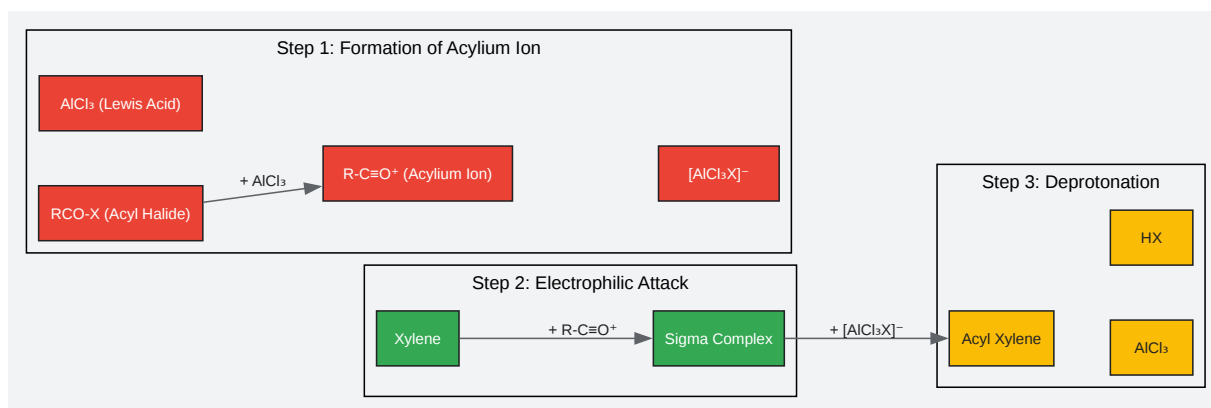 Step 1: Formation of Acylium Ion
AlCl₃ (Lewis Acid)
RCO-X (Acyl Halide)
+ AlCl₃
R-C≡O⁺ (Acylium Ion)
[AlCl₃X]⁻
Step 2: Electrophilic Attack
Xylene
+ R-C≡O⁺
Sigma Complex
+ [AlCl₃X]⁻
Step 3: Deprotonation
HX
Acyl Xylene
AlCl₃